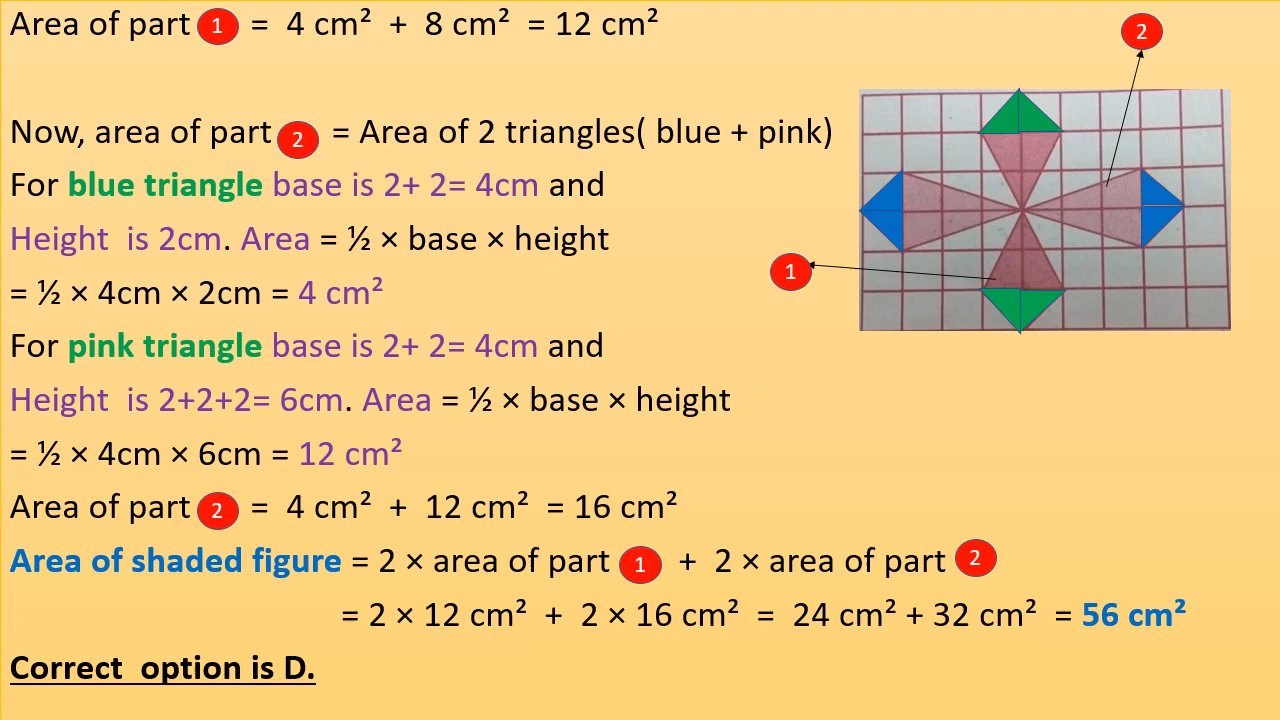 Area of part 1 = 4 cm² + 8 cm² = 12 cm²
2
Now, area of part 2 = Area of 2 triangles( blue + pink)
For blue triangle base is 2+ 2= 4cm and
Height is 2cm. Area = ½ × base × height
1
= ½ × 4cm × 2cm = 4 cm²
For pink triangle base is 2+ 2= 4cm and
Height is 2+2+2= 6cm. Area = ½ × base × height
= ½ × 4cm × 6cm = 12 cm²
Area of part 2 = 4 cm² + 12 cm² = 16 cm²
Area of shaded figure = 2 × area of part 1 + 2 × area of part 2
= 2 × 12 cm² + 2 × 16 cm² = 24 cm² + 32 cm² = 56 cm²
Correct option is D.